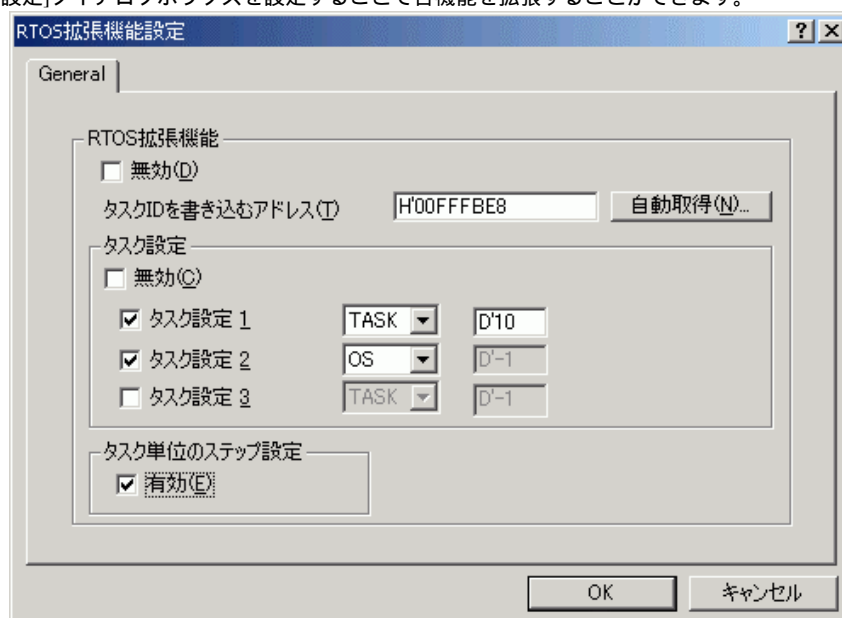 設定]ダイアログボックスを設定することで各機能を拡張することができます。
RTOS拡張機能設定
General
RTOS拡張機能
無効(D)
タスクIDを書き込むアドレス(T) H'00FFFBE8 自動取得(N)...
タスク設定
無効(C)
タスク設定 1 TASK D'10
タスク設定 2 OS D'-1
タスク設定 3 TASK D'-1
タスク単位のステップ設定
有効(E)
OK キャンセル